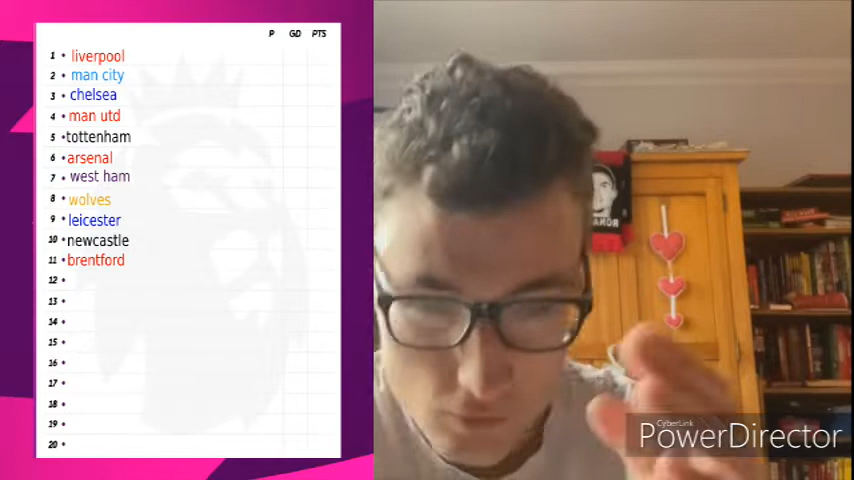 P GD PTS
1 • liverpool
2 • man city
3 • chelsea
4 • man utd
5 • tottenham
6 • arsenal
7 • west ham
8 • wolves
9 • leicester
10 • newcastle
11 • brentford
12 •
13 •
14 •
15 •
16 •
17 •
18 •
19 •
20 •
CyberLink
PowerDirector